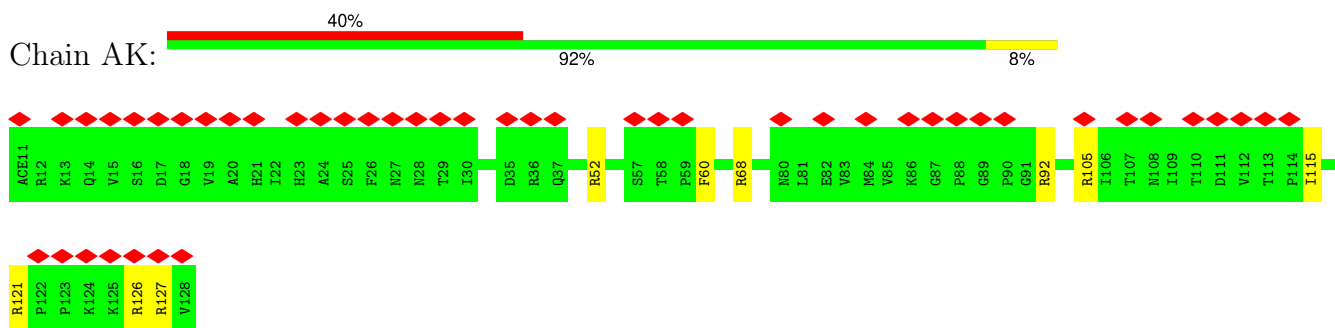 40%
Chain AK:
92% 8%
ACE11 R12 K13 Q14 V15 S16 D17 G18 V19 A20 H21 I22 H23 A24 S25 F26 N27 N28 T29 I30 D35 R36 Q37 R52 S57 T58 P59 F60 R68 N80 L81 E82 V83 M84 V85 K86 G87 P88 G89 P90 G91 R92 R105 I106 T107 N108 I109 T110 D111 V112 T113 P114 I115
R121 P122 P123 K124 K125 R126 R127 V128